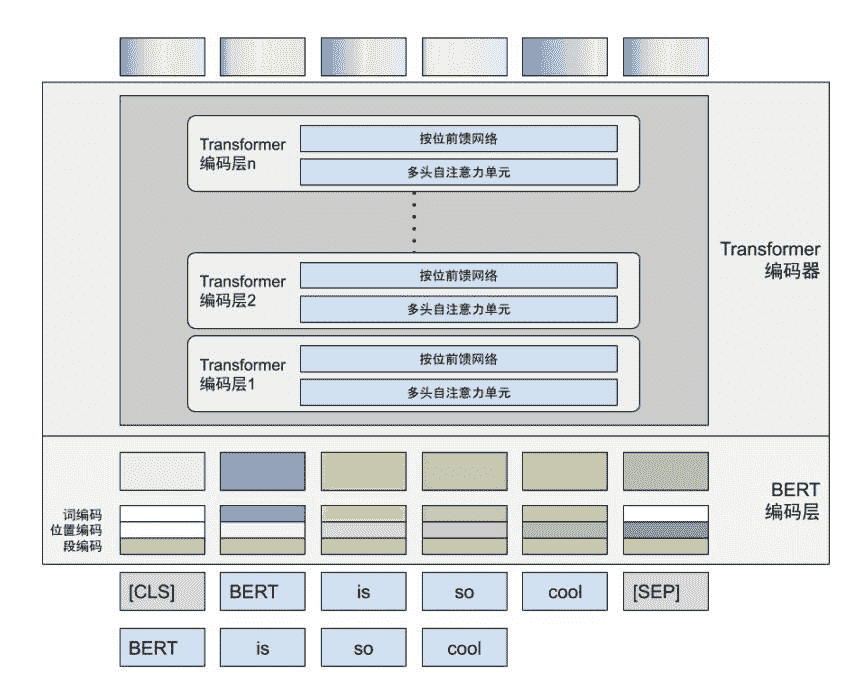 Transformer
编码层n
按位前馈网络
多头自注意力单元
Transformer
编码层2
按位前馈网络
多头自注意力单元
Transformer
编码层1
按位前馈网络
多头自注意力单元
Transformer
编码器
BERT
编码层
词编码
位置编码
段编码
[CLS] BERT is so cool [SEP]
BERT is so cool